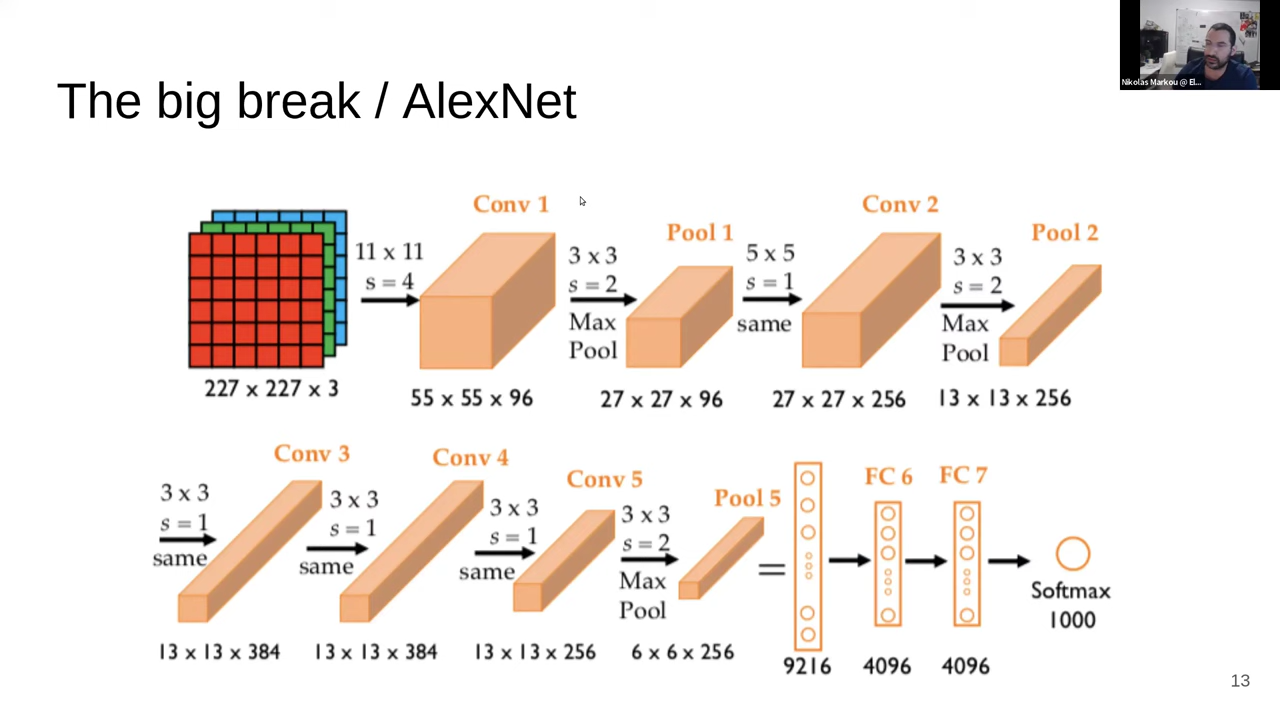 Nikolas Markou @ El...
The big break / AlexNet
Conv 1
Conv 2
Pool 1
Pool 2
11 x 11
s = 4
3 x 3
s = 2
Max
Pool
5 x 5
s = 1
same
3 x 3
s = 2
Max
Pool
227 x 227 x 3
55 x 55 x 96
27 x 27 x 96
27 x 27 x 256
13 x 13 x 256
Conv 3
Conv 4
Conv 5
Pool 5
FC 6
FC 7
3 x 3
s = 1
same
3 x 3
s = 1
same
3 x 3
s = 1
same
3 x 3
s = 2
Max
Pool
=
Softmax
1000
13 x 13 x 384
13 x 13 x 384
13 x 13 x 256
6 x 6 x 256
9216
4096
4096
13